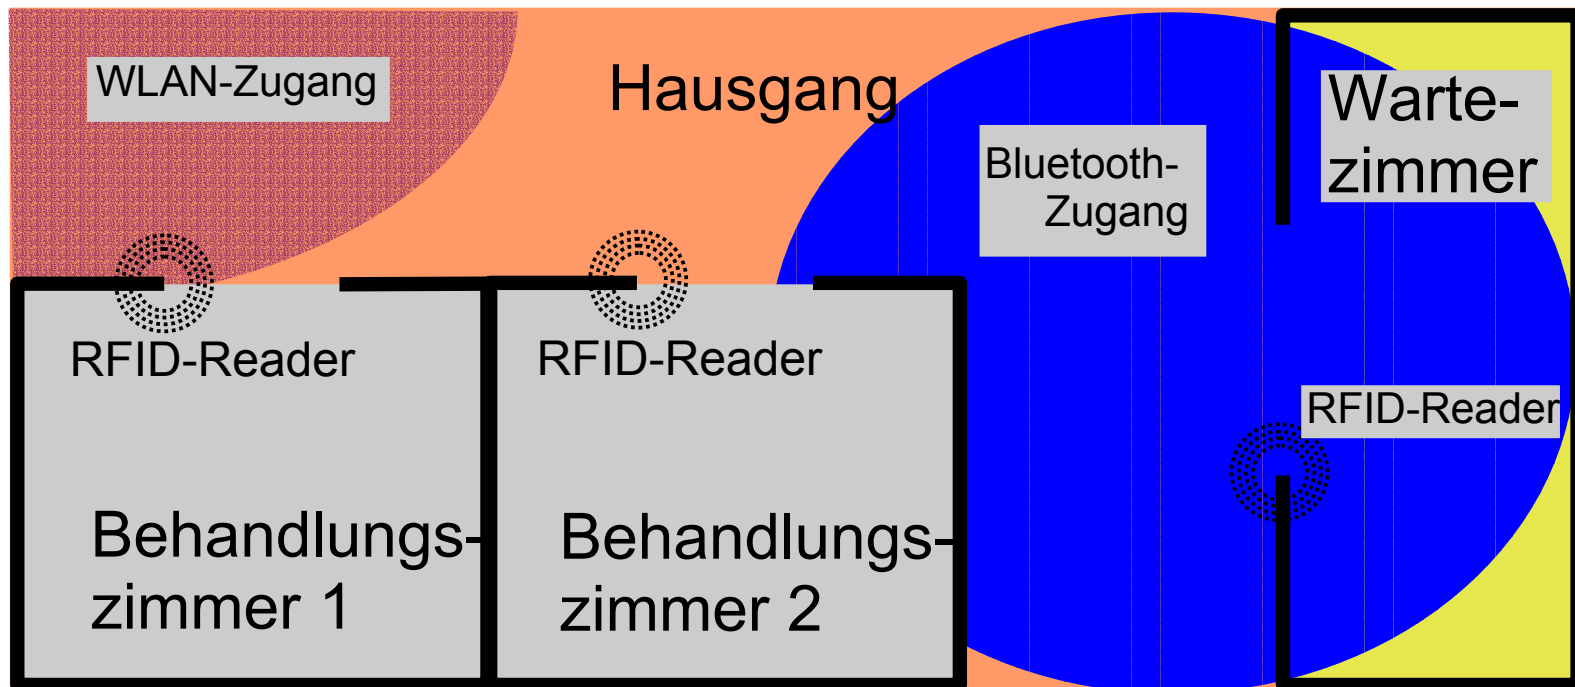 WLAN-Zugang
Hausgang
Warte-
zimmer
Bluetooth-
Zugang
RFID-Reader
RFID-Reader
RFID-Reader
Behandlungs-
zimmer 1
Behandlungs-
zimmer 2